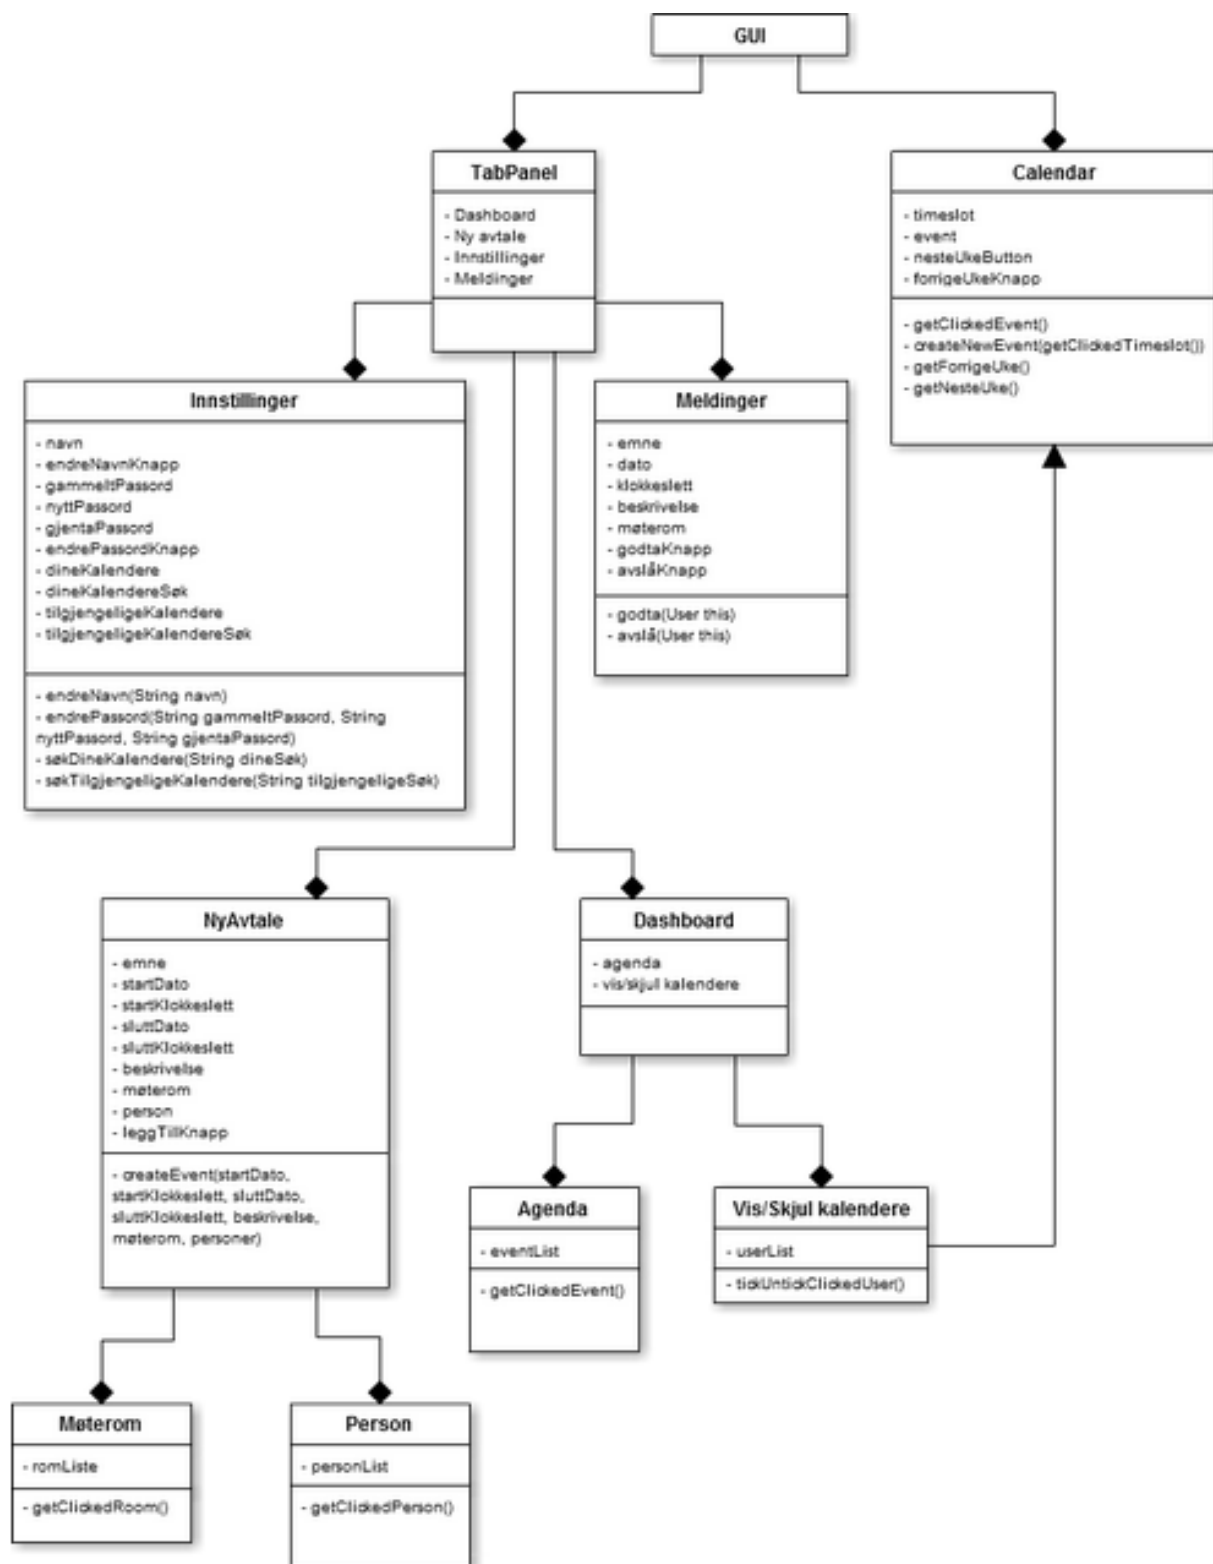 GUI
TabPanel
- Dashboard
- Ny avtale
- Innstillinger
- Meldinger
Calendar
- timeslot
- event
- nesteUkeButton
- forrigeUkeKnapp
- getClickedEvent()
- createNewEvent(getClickedTimeslot())
- getForrigeUke()
- getNesteUke()
Innstillinger
- navn
- endreNavnKnapp
- gammeltPassord
- nyttPassord
- gjentaPassord
- endrePassordKnapp
- dineKalendere
- dineKalendereSøk
- tilgjengeligeKalendere
- tilgjengeligeKalendereSøk
- endreNavn(String navn)
- endrePassord(String gammeltPassord, String
nyttPassord, String gjentaPassord)
- søkDineKalendere(String dineSøk)
- søkTilgjengeligeKalendere(String tilgjengeligeSøk)
Meldinger
- emne
- dato
- klokkeslett
- beskrivelse
- møterom
- godtaKnapp
- avslåKnapp
- godta(User this)
- avslå(User this)
NyAvtale
- emne
- startDato
- startKlokkeslett
- sluttDato
- sluttKlokkeslett
- beskrivelse
- møterom
- person
- leggTilKnapp
- createEvent(startDato,
startKlokkeslett, sluttDato,
sluttKlokkeslett, beskrivelse,
møterom, personer)
Dashboard
- agenda
- vis/skjul kalendere
Agenda
- eventList
- getClickedEvent()
Vis/Skjul kalendere
- userList
- tickUntickClickedUser()
Møterom
- romListe
- getClickedRoom()
Person
- personList
- getClickedPerson()